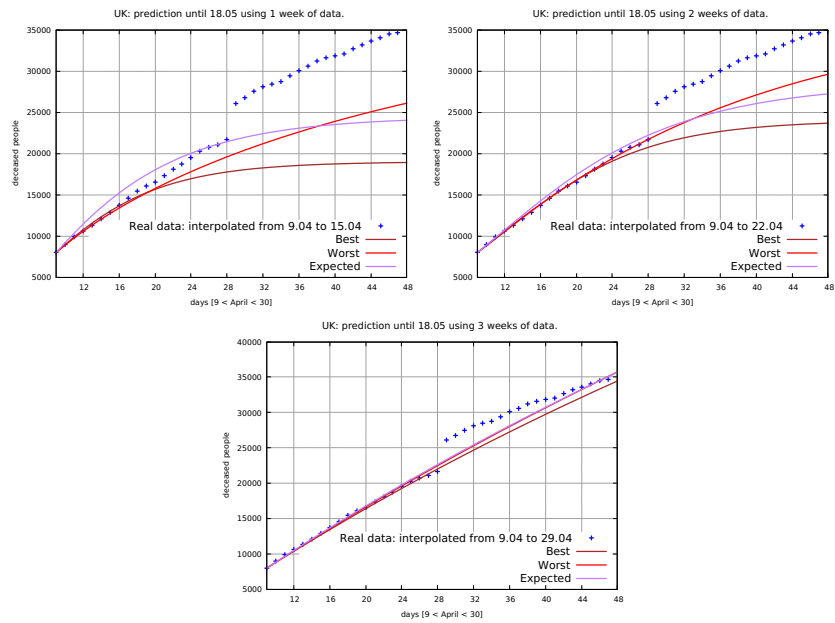 UK: prediction until 18.05 using 1 week of data.
35000
30000
25000
20000
15000
10000
5000
deceased people
Real data: interpolated from 9.04 to 15.04
Best
Worst
Expected
12 16 20 24 28 32 36 40 44 48
days [9 < April < 30]
UK: prediction until 18.05 using 2 weeks of data.
35000
30000
25000
20000
15000
10000
5000
deceased people
Real data: interpolated from 9.04 to 22.04
Best
Worst
Expected
12 16 20 24 28 32 36 40 44 48
days [9 < April < 30]
UK: prediction until 18.05 using 3 weeks of data.
40000
35000
30000
25000
20000
15000
10000
5000
deceased people
Real data: interpolated from 9.04 to 29.04
Best
Worst
Expected
12 16 20 24 28 32 36 40 44 48
days [9 < April < 30]